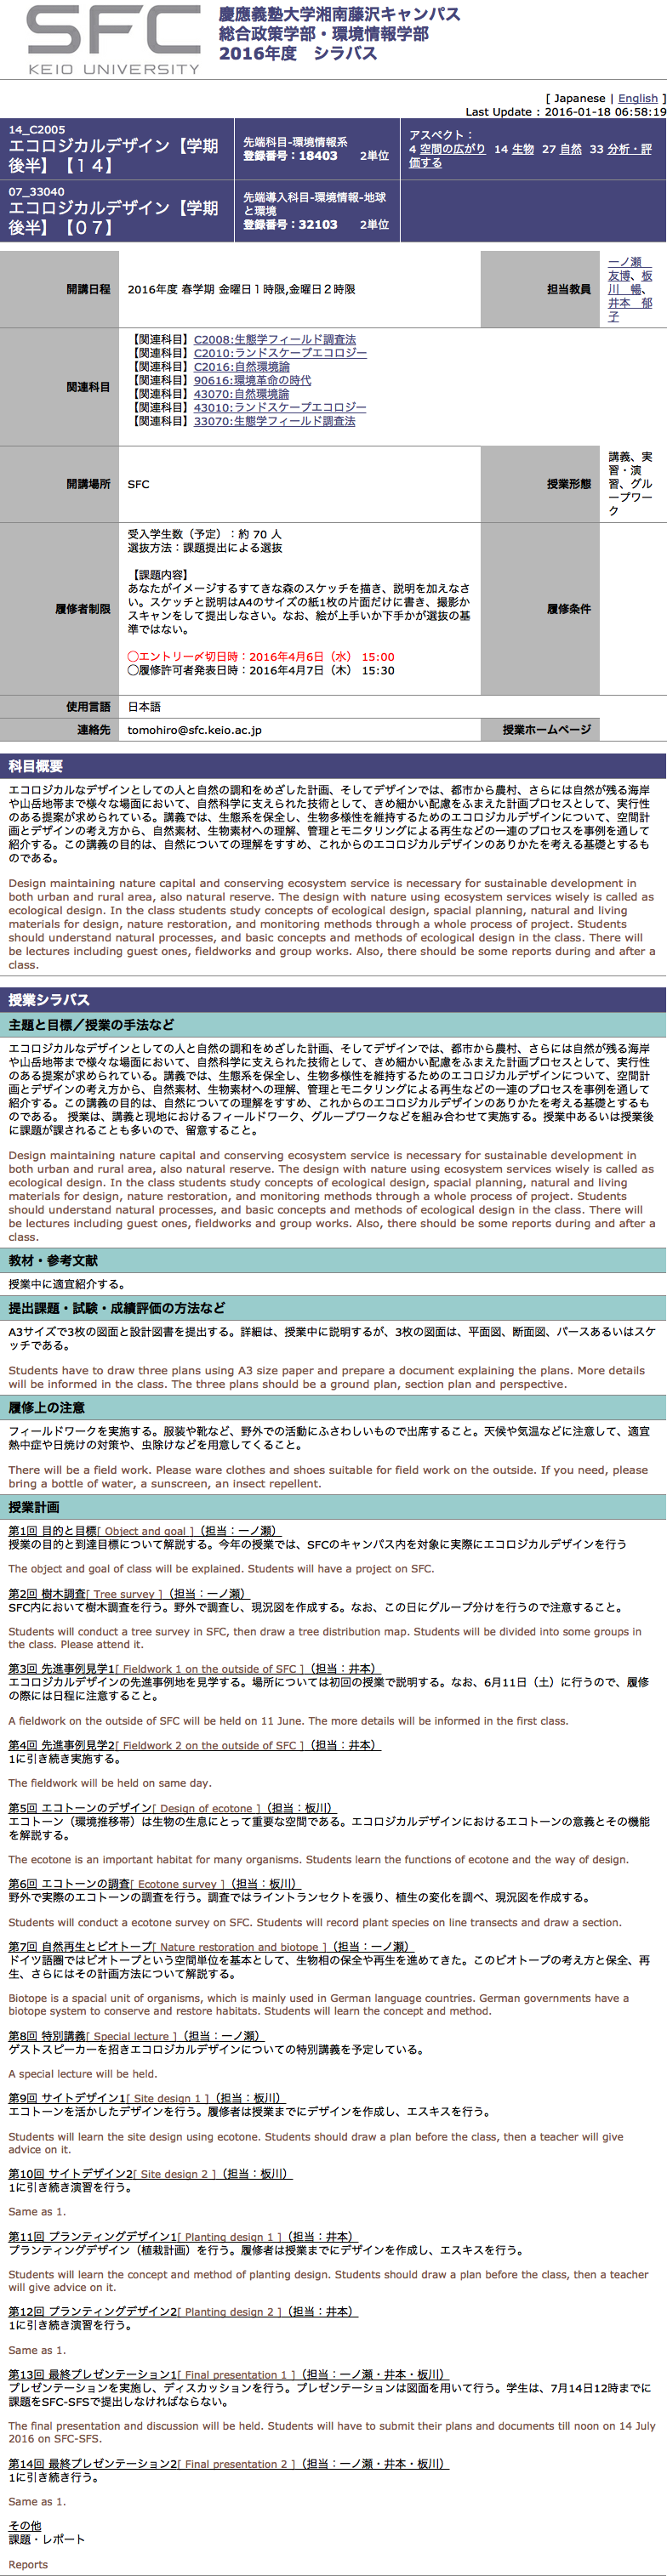 SFC
KEIO UNIVERSITY
慶應義塾大学湘南藤沢キャンパス
総合政策学部・環境情報学部
2016年度　シラバス
[ Japanese | English ]
Last Update : 2016-01-18 06:58:19
14_C2005
エコロジカルデザイン【学期
後半】【１４】
先端科目-環境情報系
登録番号：18403　2単位
アスペクト：
4 空間の広がり 14 生物 27 自然 33 分析・評
価する
07_33040
エコロジカルデザイン【学期
後半】【０７】
先端導入科目-環境情報-地球
と環境
登録番号：32103　2単位
開講日程
2016年度 春学期 金曜日１時限,金曜日２時限
担当教員
一ノ瀬
友博、板
川　暢、
井本　郁
子
関連科目
【関連科目】C2008:生態学フィールド調査法
【関連科目】C2010:ランドスケープエコロジー
【関連科目】C2016:自然環境論
【関連科目】90616:環境革命の時代
【関連科目】43070:自然環境論
【関連科目】43010:ランドスケープエコロジー
【関連科目】33070:生態学フィールド調査法
開講場所
SFC
授業形態
講義、実
習・演
習、グル
ープワー
ク
履修者制限
受入学生数（予定）：約 70 人
選抜方法：課題提出による選抜
【課題内容】
あなたがイメージするすてきな森のスケッチを描き、説明を加えなさ
い。スケッチと説明はA4のサイズの紙1枚の片面だけに書き、撮影か
スキャンをして提出しなさい。なお、絵が上手いか下手かが選抜の基
準ではない。
◯エントリー〆切日時：2016年4月6日（水） 15:00
◯履修許可者発表日時：2016年4月7日（木） 15:30
履修条件
使用言語
日本語
連絡先
tomohiro@sfc.keio.ac.jp
授業ホームページ
科目概要
エコロジカルなデザインとしての人と自然の調和をめざした計画、そしてデザインでは、都市から農村、さらには自然が残る海岸
や山岳地帯まで様々な場面において、自然科学に支えられた技術として、きめ細かい配慮をふまえた計画プロセスとして、実行性
のある提案が求められている。講義では、生態系を保全し、生物多様性を維持するためのエコロジカルデザインについて、空間計
画とデザインの考え方から、自然素材、生物素材への理解、管理とモニタリングによる再生などの一連のプロセスを事例を通して
紹介する。この講義の目的は、自然についての理解をすすめ、これからのエコロジカルデザインのありかたを考える基礎とするも
のである。
Design maintaining nature capital and conserving ecosystem service is necessary for sustainable development in
both urban and rural area, also natural reserve. The design with nature using ecosystem services wisely is called as
ecological design. In the class students study concepts of ecological design, spacial planning, natural and living
materials for design, nature restoration, and monitoring methods through a whole process of project. Students
should understand natural processes, and basic concepts and methods of ecological design in the class. There will
be lectures including guest ones, fieldworks and group works. Also, there should be some reports during and after a
class.
授業シラバス
主題と目標／授業の手法など
エコロジカルなデザインとしての人と自然の調和をめざした計画、そしてデザインでは、都市から農村、さらには自然が残る海岸
や山岳地帯まで様々な場面において、自然科学に支えられた技術として、きめ細かい配慮をふまえた計画プロセスとして、実行性
のある提案が求められている。講義では、生態系を保全し、生物多様性を維持するためのエコロジカルデザインについて、空間計
画とデザインの考え方から、自然素材、生物素材への理解、管理とモニタリングによる再生などの一連のプロセスを事例を通して
紹介する。この講義の目的は、自然についての理解をすすめ、これからのエコロジカルデザインのありかたを考える基礎とするも
のである。 授業は、講義と現地におけるフィールドワーク、グループワークなどを組み合わせて実施する。授業中あるいは授業後
に課題が課されることも多いので、留意すること。
Design maintaining nature capital and conserving ecosystem service is necessary for sustainable development in
both urban and rural area, also natural reserve. The design with nature using ecosystem services wisely is called as
ecological design. In the class students study concepts of ecological design, spacial planning, natural and living
materials for design, nature restoration, and monitoring methods through a whole process of project. Students
should understand natural processes, and basic concepts and methods of ecological design in the class. There will
be lectures including guest ones, fieldworks and group works. Also, there should be some reports during and after a
class.
教材・参考文献
授業中に適宜紹介する。
提出課題・試験・成績評価の方法など
A3サイズで3枚の図面と設計図書を提出する。詳細は、授業中に説明するが、3枚の図面は、平面図、断面図、パースあるいはスケ
ッチである。
Students have to draw three plans using A3 size paper and prepare a document explaining the plans. More details
will be informed in the class. The three plans should be a ground plan, section plan and perspective.
履修上の注意
フィールドワークを実施する。服装や靴など、野外での活動にふさわしいもので出席すること。天候や気温などに注意して、適宜
熱中症や日焼けの対策や、虫除けなどを用意してくること。
There will be a field work. Please ware clothes and shoes suitable for field work on the outside. If you need, please
bring a bottle of water, a sunscreen, an insect repellent.
授業計画
第1回 目的と目標[ Object and goal ]（担当：一ノ瀬）
授業の目的と到達目標について解説する。今年の授業では、SFCのキャンパス内を対象に実際にエコロジカルデザインを行う
The object and goal of class will be explained. Students will have a project on SFC.
第2回 樹木調査[ Tree survey ]（担当：一ノ瀬）
SFC内において樹木調査を行う。野外で調査し、現況図を作成する。なお、この日にグループ分けを行うので注意すること。
Students will conduct a tree survey in SFC, then draw a tree distribution map. Students will be divided into some groups in
the class. Please attend it.
第3回 先進事例見学1[ Fieldwork 1 on the outside of SFC ]（担当：井本）
エコロジカルデザインの先進事例地を見学する。場所については初回の授業で説明する。なお、6月11日（土）に行うので、履修
の際には日程に注意すること。
A fieldwork on the outside of SFC will be held on 11 June. The more details will be informed in the first class.
第4回 先進事例見学2[ Fieldwork 2 on the outside of SFC ]（担当：井本）
1に引き続き実施する。
The fieldwork will be held on same day.
第5回 エコトーンのデザイン[ Design of ecotone ]（担当：板川）
エコトーン（環境推移帯）は生物の生息にとって重要な空間である。エコロジカルデザインにおけるエコトーンの意義とその機能
を解説する。
The ecotone is an important habitat for many organisms. Students learn the functions of ecotone and the way of design.
第6回 エコトーンの調査[ Ecotone survey ]（担当：板川）
野外で実際のエコトーンの調査を行う。調査ではライントランセクトを張り、植生の変化を調べ、現況図を作成する。
Students will conduct a ecotone survey on SFC. Students will record plant species on line transects and draw a section.
第7回 自然再生とビオトープ[ Nature restoration and biotope ]（担当：一ノ瀬）
ドイツ語圏ではビオトープという空間単位を基本として、生物相の保全や再生を進めてきた。このビオトープの考え方と保全、再
生、さらにはその計画方法について解説する。
Biotope is a spacial unit of organisms, which is mainly used in German language countries. German governments have a
biotope system to conserve and restore habitats. Students will learn the concept and method.
第8回 特別講義[ Special lecture ]（担当：一ノ瀬）
ゲストスピーカーを招きエコロジカルデザインについての特別講義を予定している。
A special lecture will be held.
第9回 サイトデザイン1[ Site design 1 ]（担当：板川）
エコトーンを活かしたデザインを行う。履修者は授業までにデザインを作成し、エスキスを行う。
Students will learn the site design using ecotone. Students should draw a plan before the class, then a teacher will give
advice on it.
第10回 サイトデザイン2[ Site design 2 ]（担当：板川）
1に引き続き演習を行う。
Same as 1.
第11回 プランティングデザイン1[ Planting design 1 ]（担当：井本）
プランティングデザイン（植栽計画）を行う。履修者は授業までにデザインを作成し、エスキスを行う。
Students will learn the concept and method of planting design. Students should draw a plan before the class, then a teacher
will give advice on it.
第12回 プランティングデザイン2[ Planting design 2 ]（担当：井本）
1に引き続き演習を行う。
Same as 1.
第13回 最終プレゼンテーション1[ Final presentation 1 ]（担当：一ノ瀬・井本・板川）
プレゼンテーションを実施し、ディスカッションを行う。プレゼンテーションは図面を用いて行う。学生は、7月14日12時までに
課題をSFC-SFSで提出しなければならない。
The final presentation and discussion will be held. Students will have to submit their plans and documents till noon on 14 July
2016 on SFC-SFS.
第14回 最終プレゼンテーション2[ Final presentation 2 ]（担当：一ノ瀬・井本・板川）
1に引き続き行う。
Same as 1.
その他
課題・レポート
Reports